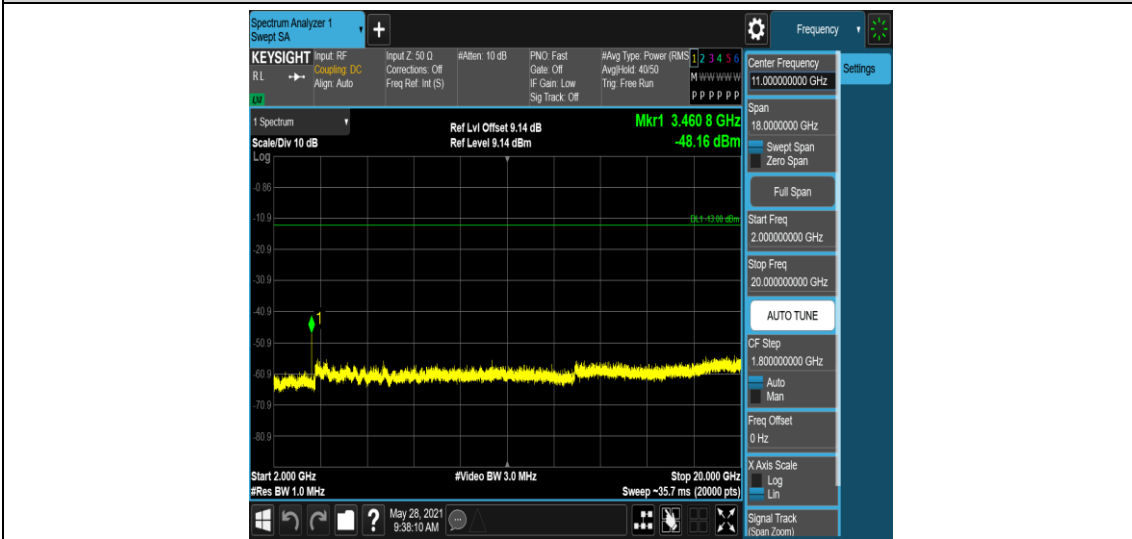 Spectrum Analyzer 1
Swept SA
+
Frequency
KEYSIGHT
RL
LXI
Input: RF
Coupling: DC
Align: Auto
Input Z: 50 Ω
Corrections: Off
Freq Ref: Int (S)
#Atten: 10 dB
PNO: Fast
Gate: Off
IF Gain: Low
Sig Track: Off
#Avg Type: Power (RMS
Avg|Hold: 40/50
Trig: Free Run
1 2 3 4 5 6
M W W W W W
P P P P P P
1 Spectrum
Scale/Div 10 dB
Log
Ref Lvl Offset 9.14 dB
Ref Level 9.14 dBm
Mkr1 3.460 8 GHz
-48.16 dBm
-0.86
-10.9
DL1 -13.00 dBm
-20.9
-30.9
-40.9
1
-50.9
-60.9
-70.9
-80.9
Start 2.000 GHz
#Res BW 1.0 MHz
#Video BW 3.0 MHz
Stop 20.000 GHz
Sweep ~35.7 ms (20000 pts)
?
May 28, 2021
9:38:10 AM
Center Frequency
11.000000000 GHz
Settings
Span
18.0000000 GHz
Swept Span
Zero Span
Full Span
Start Freq
2.000000000 GHz
Stop Freq
20.000000000 GHz
AUTO TUNE
CF Step
1.800000000 GHz
Auto
Man
Freq Offset
0 Hz
X Axis Scale
Log
Lin
Signal Track
(Span Zoom)